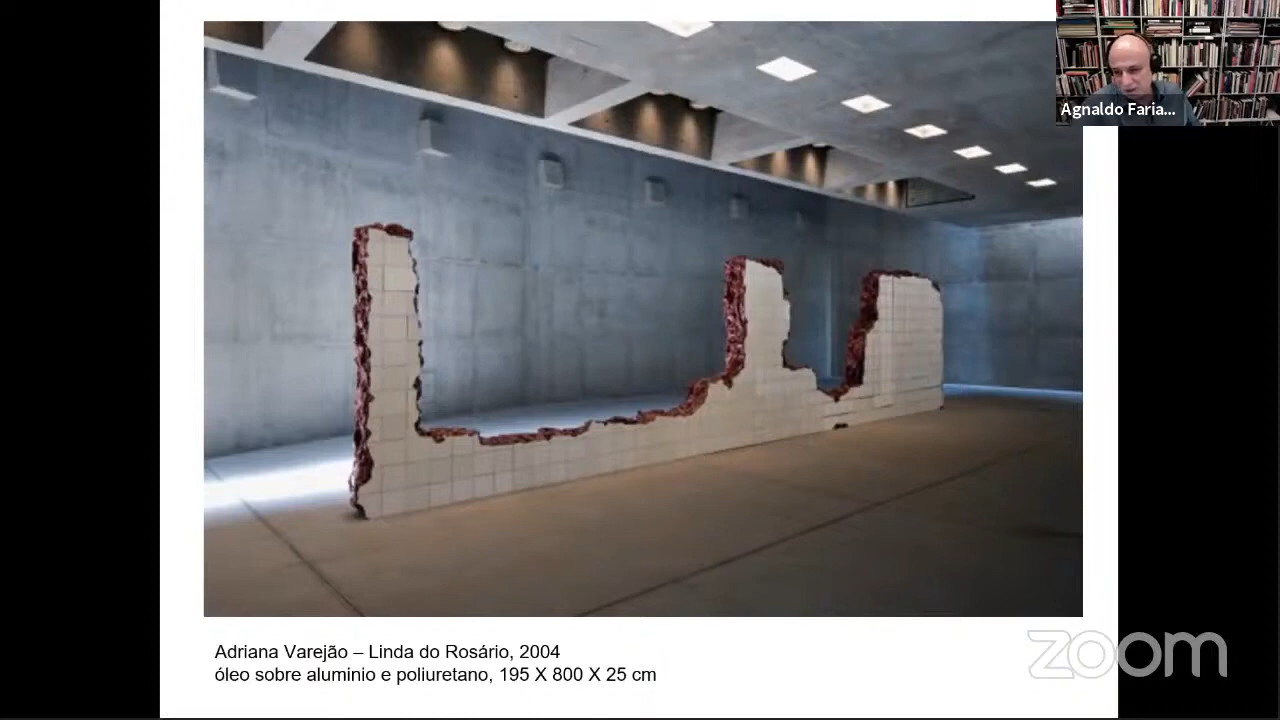 Agnaldo Faria...
Adriana Varejão – Linda do Rosário, 2004
óleo sobre aluminio e poliuretano, 195 X 800 X 25 cm
zoom